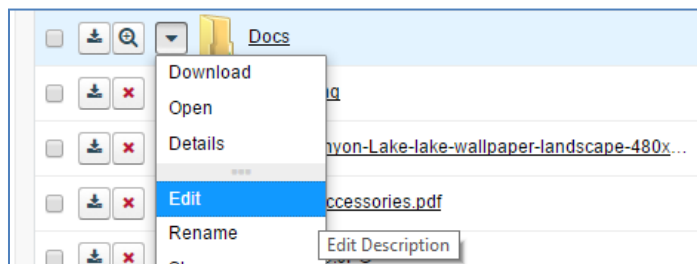 Docs
Download
Open
Details
nyon-Lake-lake-wallpaper-landscape-480x...
Edit
ccessories.pdf
Rename
Edit Description